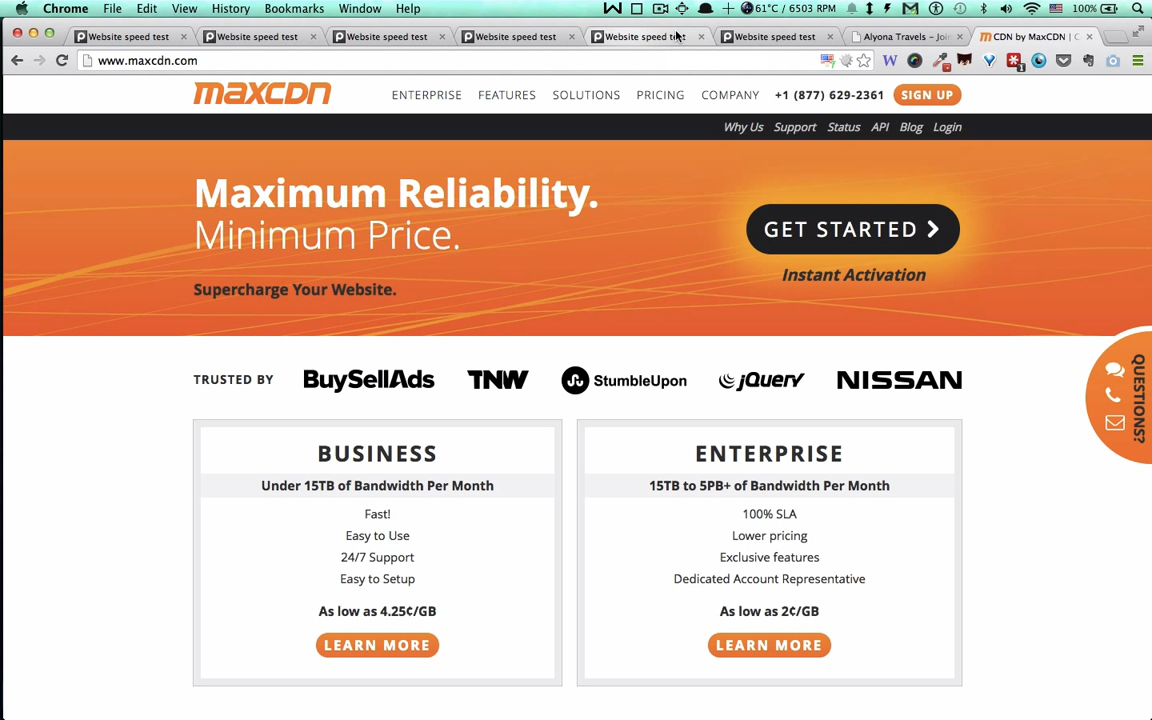 Chrome File Edit View History Bookmarks Window Help 61°C / 6503 RPM 100%
Website speed test Website speed test Website speed test Website speed test Website speed te Website speed test Alyona Travels – Joi CDN by MaxCDN | C
www.maxcdn.com
maxcdn ENTERPRISE FEATURES SOLUTIONS PRICING COMPANY +1 (877) 629-2361 SIGN UP
Why Us Support Status API Blog Login
Maximum Reliability.
Minimum Price.
GET STARTED
Instant Activation
Supercharge Your Website.
TRUSTED BY BuySellAds TNW StumbleUpon jQuery NISSAN
QUESTIONS?
BUSINESS
Under 15TB of Bandwidth Per Month
Fast!
Easy to Use
24/7 Support
Easy to Setup
As low as 4.25¢/GB
LEARN MORE
ENTERPRISE
15TB to 5PB+ of Bandwidth Per Month
100% SLA
Lower pricing
Exclusive features
Dedicated Account Representative
As low as 2¢/GB
LEARN MORE